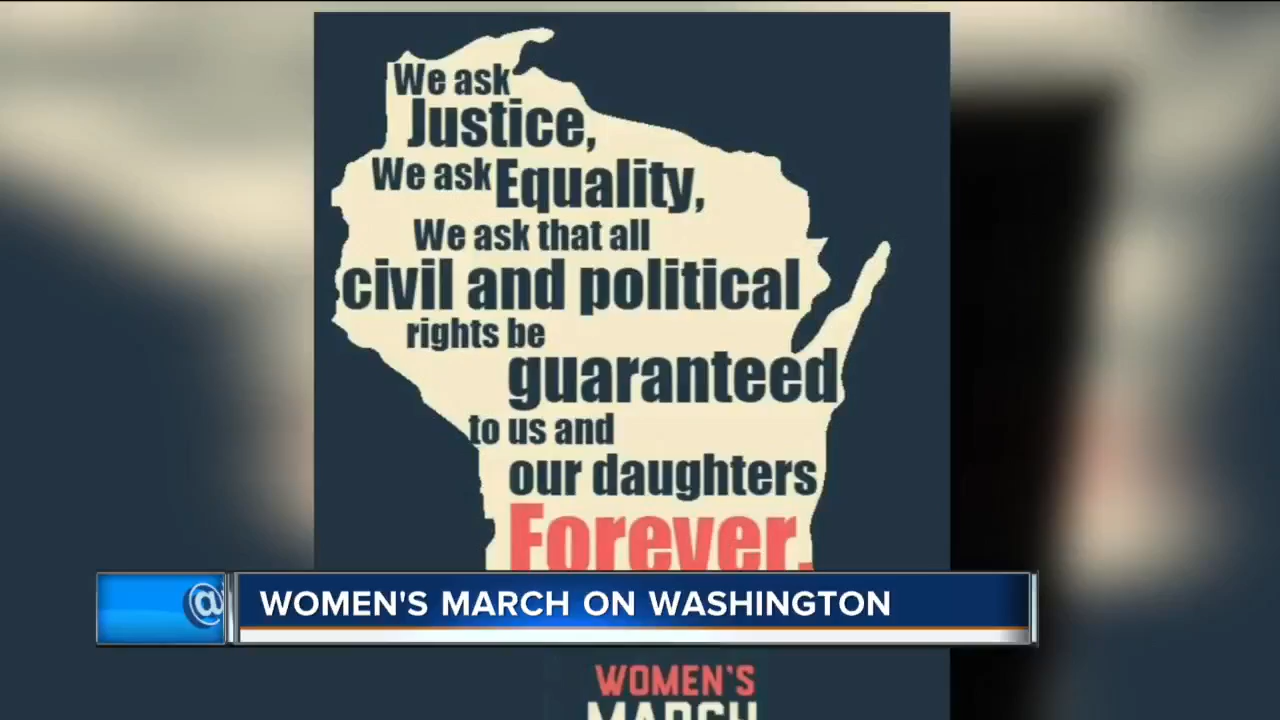 We ask
Justice,
We ask Equality,
We ask that all
civil and political
rights be
guaranteed
to us and
our daughters
Forever.
@
WOMEN'S MARCH ON WASHINGTON
WOMEN'S
MARCH